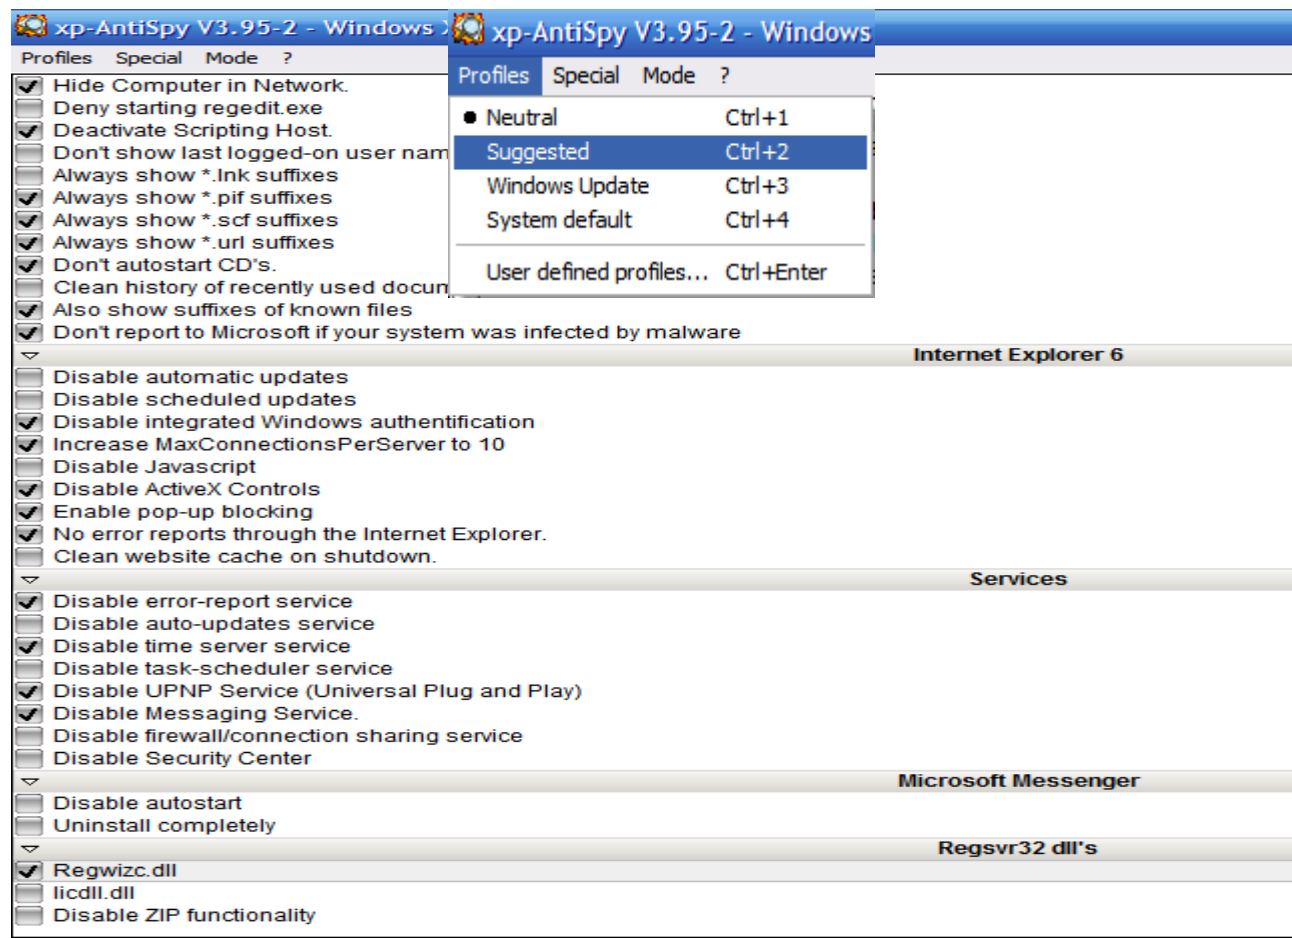 xp-AntiSpy V3.95-2 - Windows
Profiles Special Mode ?
Hide Computer in Network.
Deny starting regedit.exe
Deactivate Scripting Host.
Don't show last logged-on user nam
Always show *.lnk suffixes
Always show *.pif suffixes
Always show *.scf suffixes
Always show *.url suffixes
Don't autostart CD's.
Clean history of recently used docum
Also show suffixes of known files
Don't report to Microsoft if your system was infected by malware
xp-AntiSpy V3.95-2 - Windows
Profiles Special Mode ?
Neutral Ctrl+1
Suggested Ctrl+2
Windows Update Ctrl+3
System default Ctrl+4
User defined profiles... Ctrl+Enter
Internet Explorer 6
Disable automatic updates
Disable scheduled updates
Disable integrated Windows authentification
Increase MaxConnectionsPerServer to 10
Disable Javascript
Disable ActiveX Controls
Enable pop-up blocking
No error reports through the Internet Explorer.
Clean website cache on shutdown.
Services
Disable error-report service
Disable auto-updates service
Disable time server service
Disable task-scheduler service
Disable UPNP Service (Universal Plug and Play)
Disable Messaging Service.
Disable firewall/connection sharing service
Disable Security Center
Microsoft Messenger
Disable autostart
Uninstall completely
Regsvr32 dll's
Regwizc.dll
licdll.dll
Disable ZIP functionality